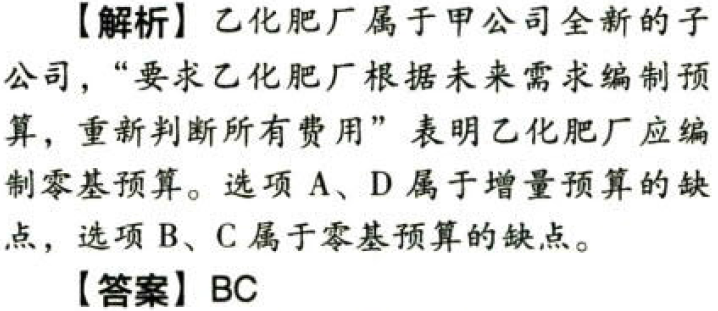 【解析】乙化肥厂属于甲公司全新的子
公司，“要求乙化肥厂根据未来需求编制预
算，重新判断所有费用”表明乙化肥厂应编
制零基预算。选项 A、D 属于增量预算的缺
点，选项 B、C 属于零基预算的缺点。
【答案】BC